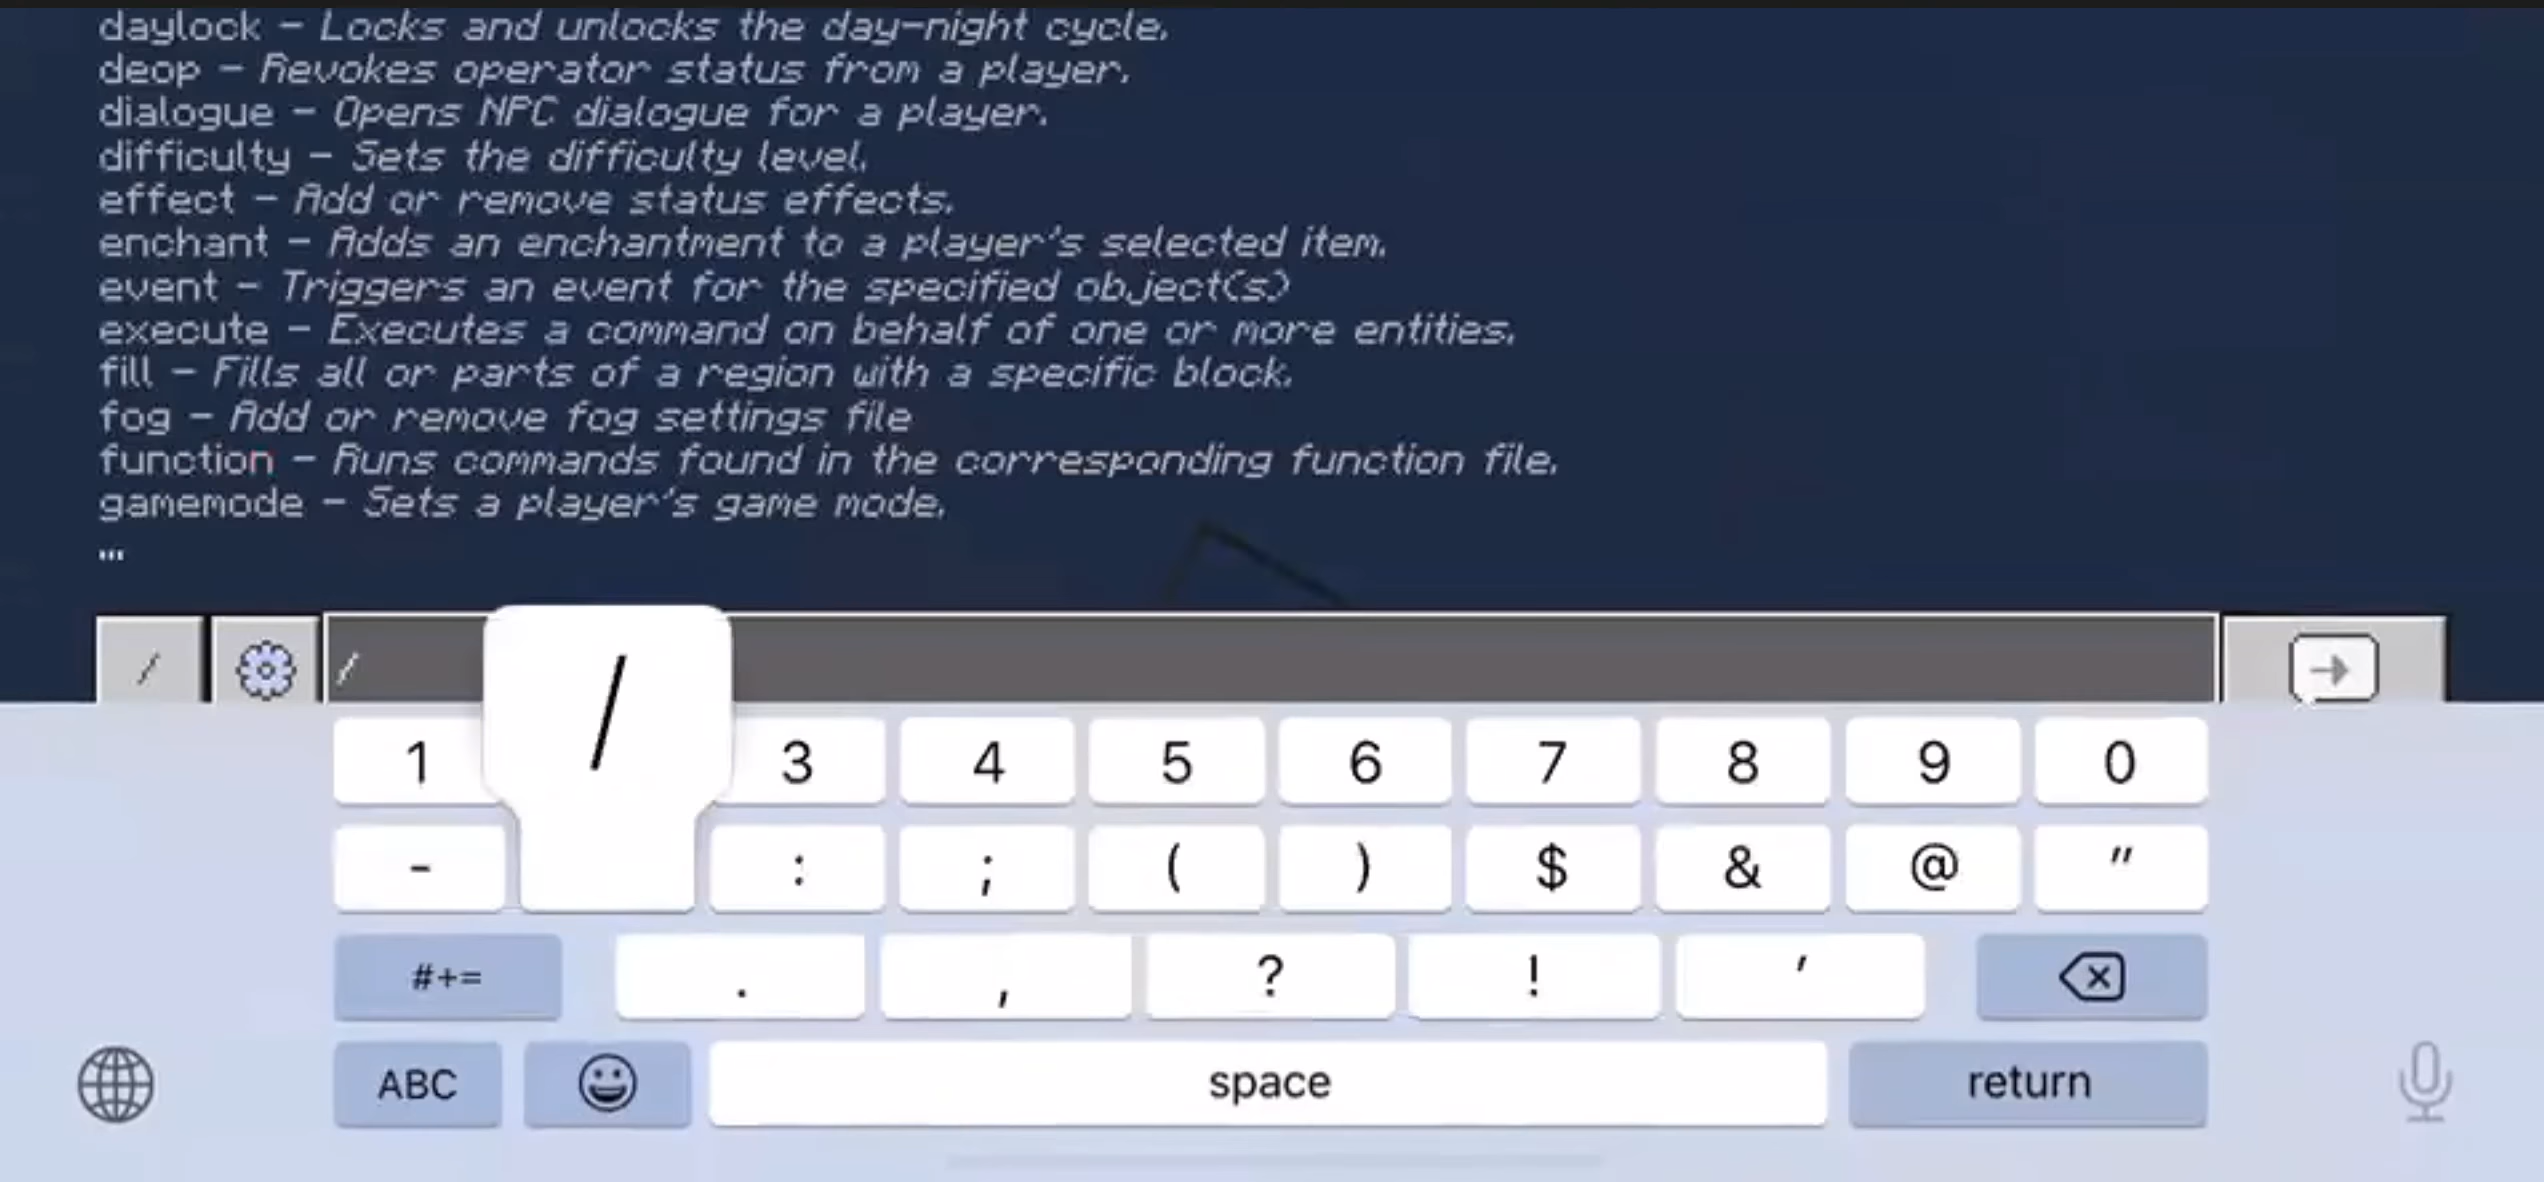 daylock - Locks and unlocks the day-night cycle.
deop - Revokes operator status from a player.
dialogue - Opens NPC dialogue for a player.
difficulty - Sets the difficulty level.
effect - Add or remove status effects.
enchant - Adds an enchantment to a player's selected item.
event - Triggers an event for the specified object(s)
execute - Executes a command on behalf of one or more entities.
fill - Fills all or parts of a region with a specific block.
fog - Add or remove fog settings file
function - Runs commands found in the corresponding function file.
gamemode - Sets a player's game mode.
...
/ /
/
1 3 4 5 6 7 8 9 0
- : ; ( ) $ & @ "
#+= . , ? ! '
ABC space return